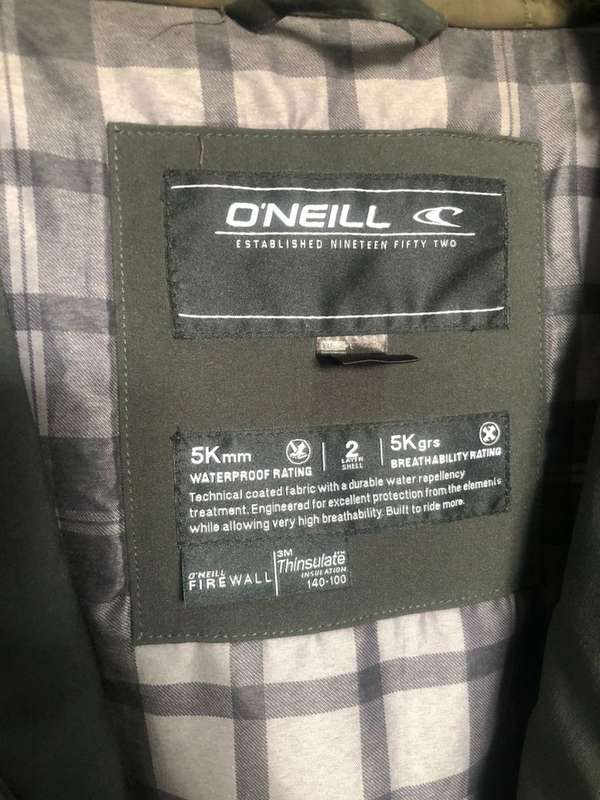 O'NEILL
ESTABLISHED NINETEEN FIFTY TWO
5Kmm
WATERPROOF RATING
2
LAYER
SHELL
5Kgrs
BREATHABILITY RATING
Technical coated fabric with a durable water repellency
treatment. Engineered for excellent protection from the elements
while allowing very high breathability. Built to ride more.
O'NEILL
FIREWALL
3M
Thinsulate™
INSULATION
140-100